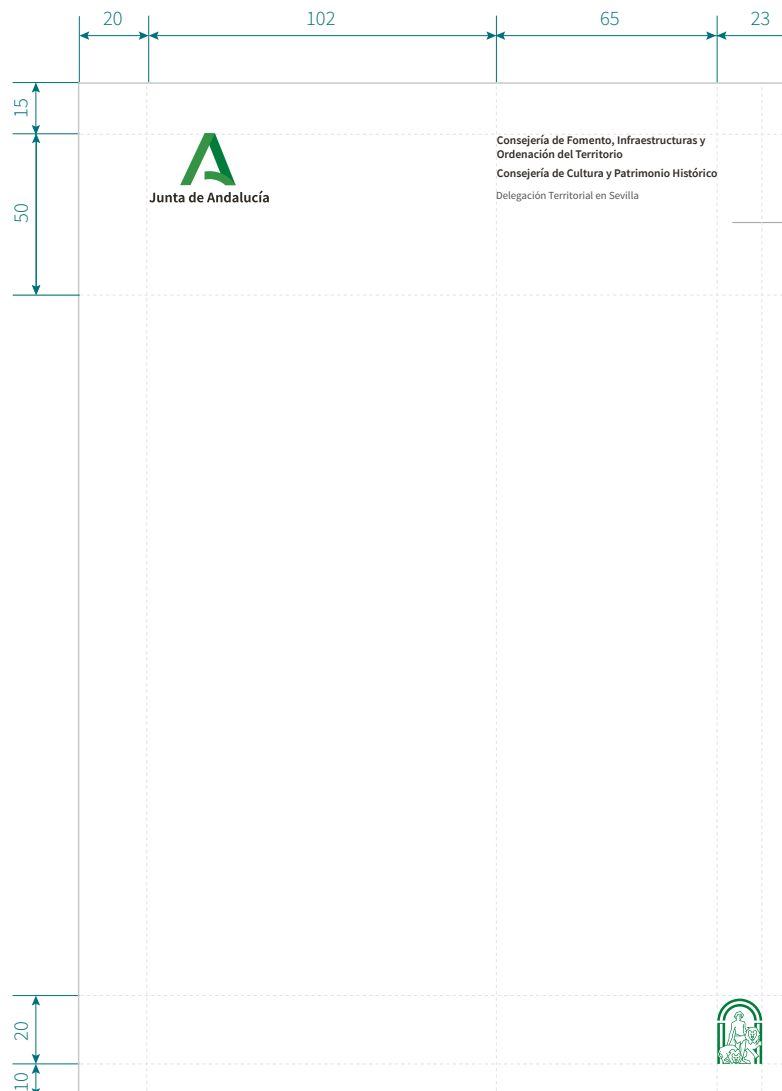 20
102
65
23
15
50
Junta de Andalucía
Consejería de Fomento, Infraestructuras y
Ordenación del Territorio
Consejería de Cultura y Patrimonio Histórico
Delegación Territorial en Sevilla
20
10